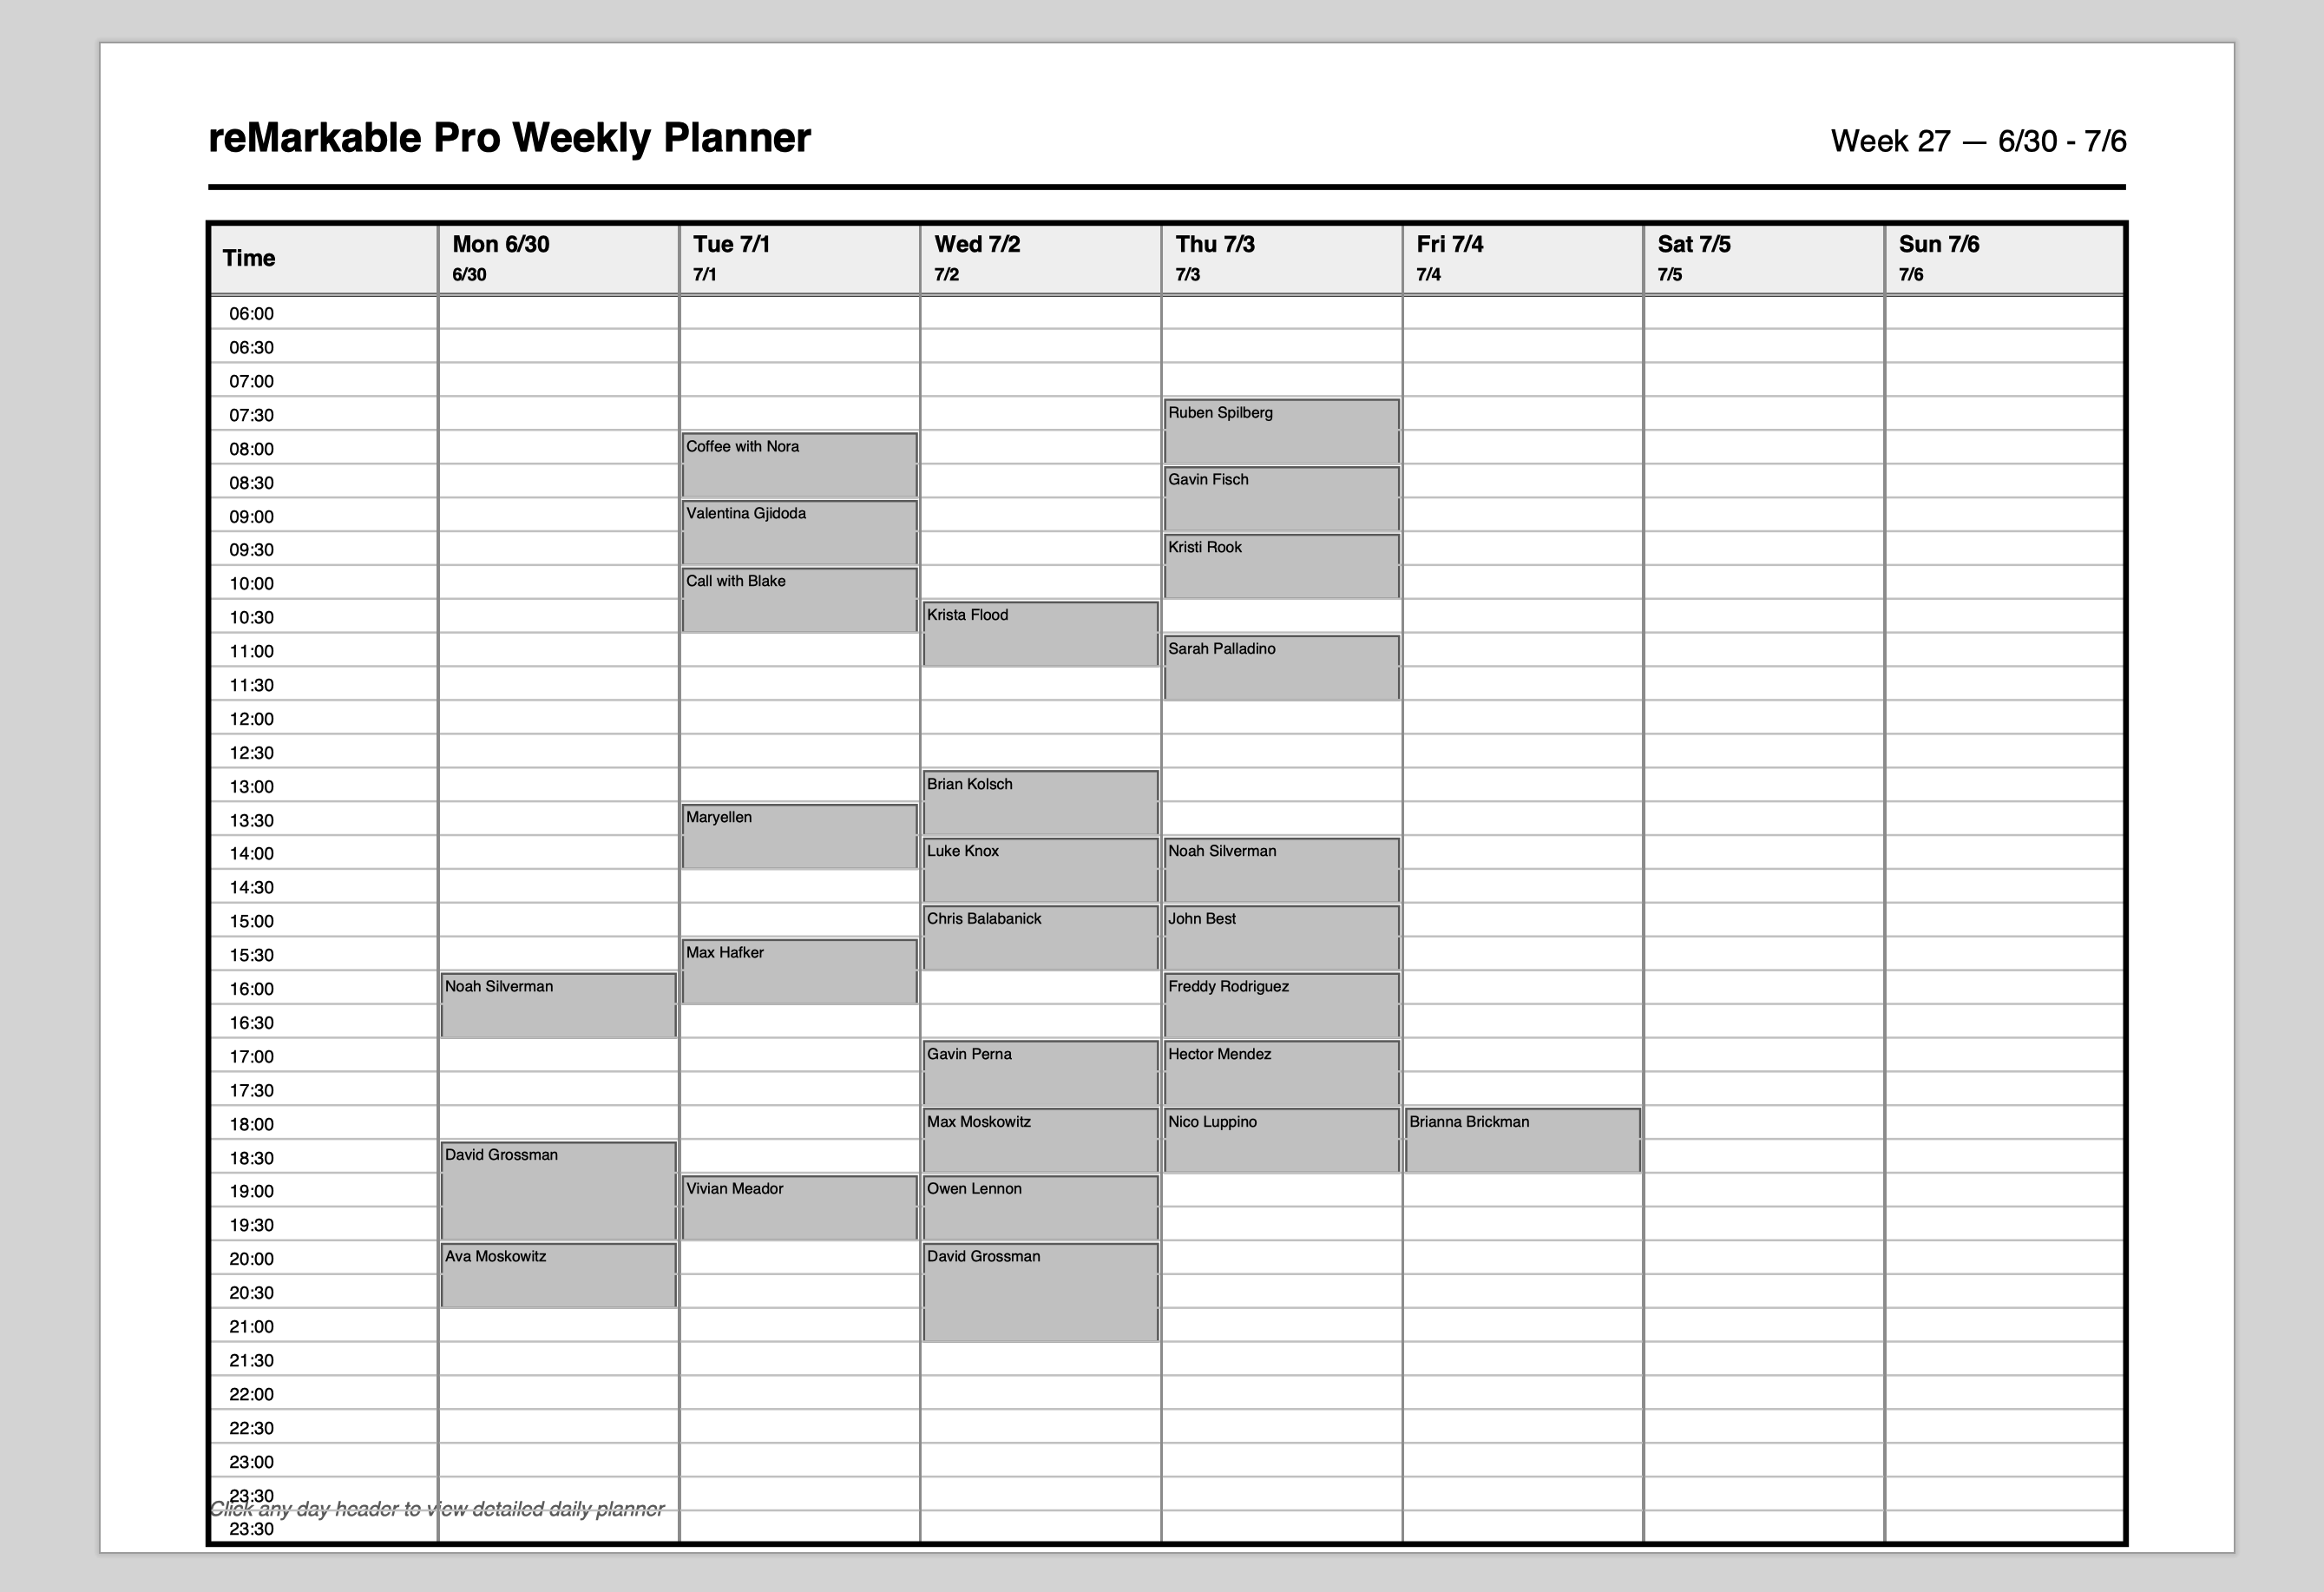 reMarkable Pro Weekly Planner
Week 27 — 6/30 - 7/6
Time
Mon 6/30
6/30
Tue 7/1
7/1
Wed 7/2
7/2
Thu 7/3
7/3
Fri 7/4
7/4
Sat 7/5
7/5
Sun 7/6
7/6
06:00
06:30
07:00
07:30
Ruben Spilberg
08:00
Coffee with Nora
08:30
Gavin Fisch
09:00
Valentina Gjidoda
09:30
Kristi Rook
10:00
Call with Blake
10:30
Krista Flood
11:00
Sarah Palladino
11:30
12:00
12:30
13:00
Brian Kolsch
13:30
Maryellen
14:00
Luke Knox
Noah Silverman
14:30
15:00
Chris Balabanick
John Best
15:30
Max Hafker
16:00
Noah Silverman
Freddy Rodriguez
16:30
17:00
Gavin Perna
Hector Mendez
17:30
18:00
Max Moskowitz
Nico Luppino
Brianna Brickman
18:30
David Grossman
19:00
Vivian Meador
Owen Lennon
19:30
20:00
Ava Moskowitz
David Grossman
20:30
21:00
21:30
22:00
22:30
23:00
23:30
Click any day header to view detailed daily planner
23:30